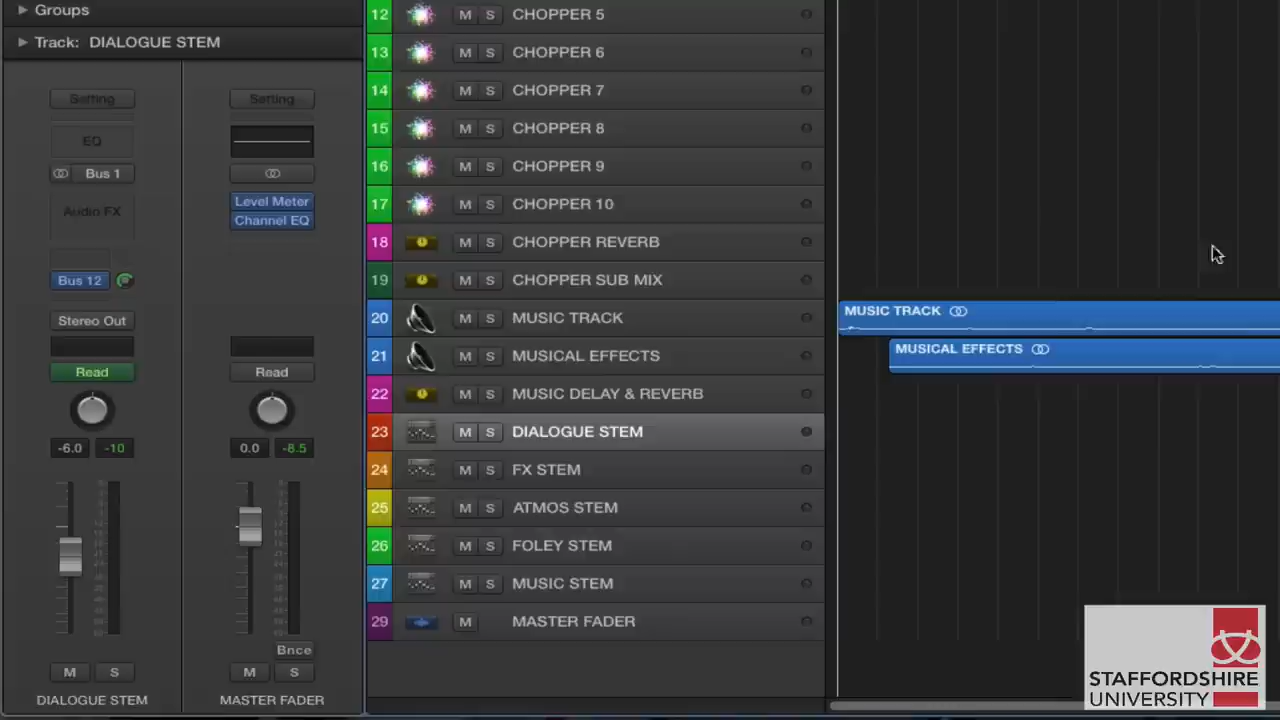 Groups
Track: DIALOGUE STEM
Setting
EQ
Bus 1
Audio FX
Bus 12
Stereo Out
Read
-6.0 -10
M S
DIALOGUE STEM
Setting
Level Meter
Channel EQ
Read
0.0 -8.5
Bnce
M S
MASTER FADER
12 M S CHOPPER 5
13 M S CHOPPER 6
14 M S CHOPPER 7
15 M S CHOPPER 8
16 M S CHOPPER 9
17 M S CHOPPER 10
18 M S CHOPPER REVERB
19 M S CHOPPER SUB MIX
20 M S MUSIC TRACK
21 M S MUSICAL EFFECTS
22 M S MUSIC DELAY & REVERB
23 M S DIALOGUE STEM
24 M S FX STEM
25 M S ATMOS STEM
26 M S FOLEY STEM
27 M S MUSIC STEM
29 M MASTER FADER
MUSIC TRACK
MUSICAL EFFECTS
STAFFORDSHIRE
UNIVERSITY